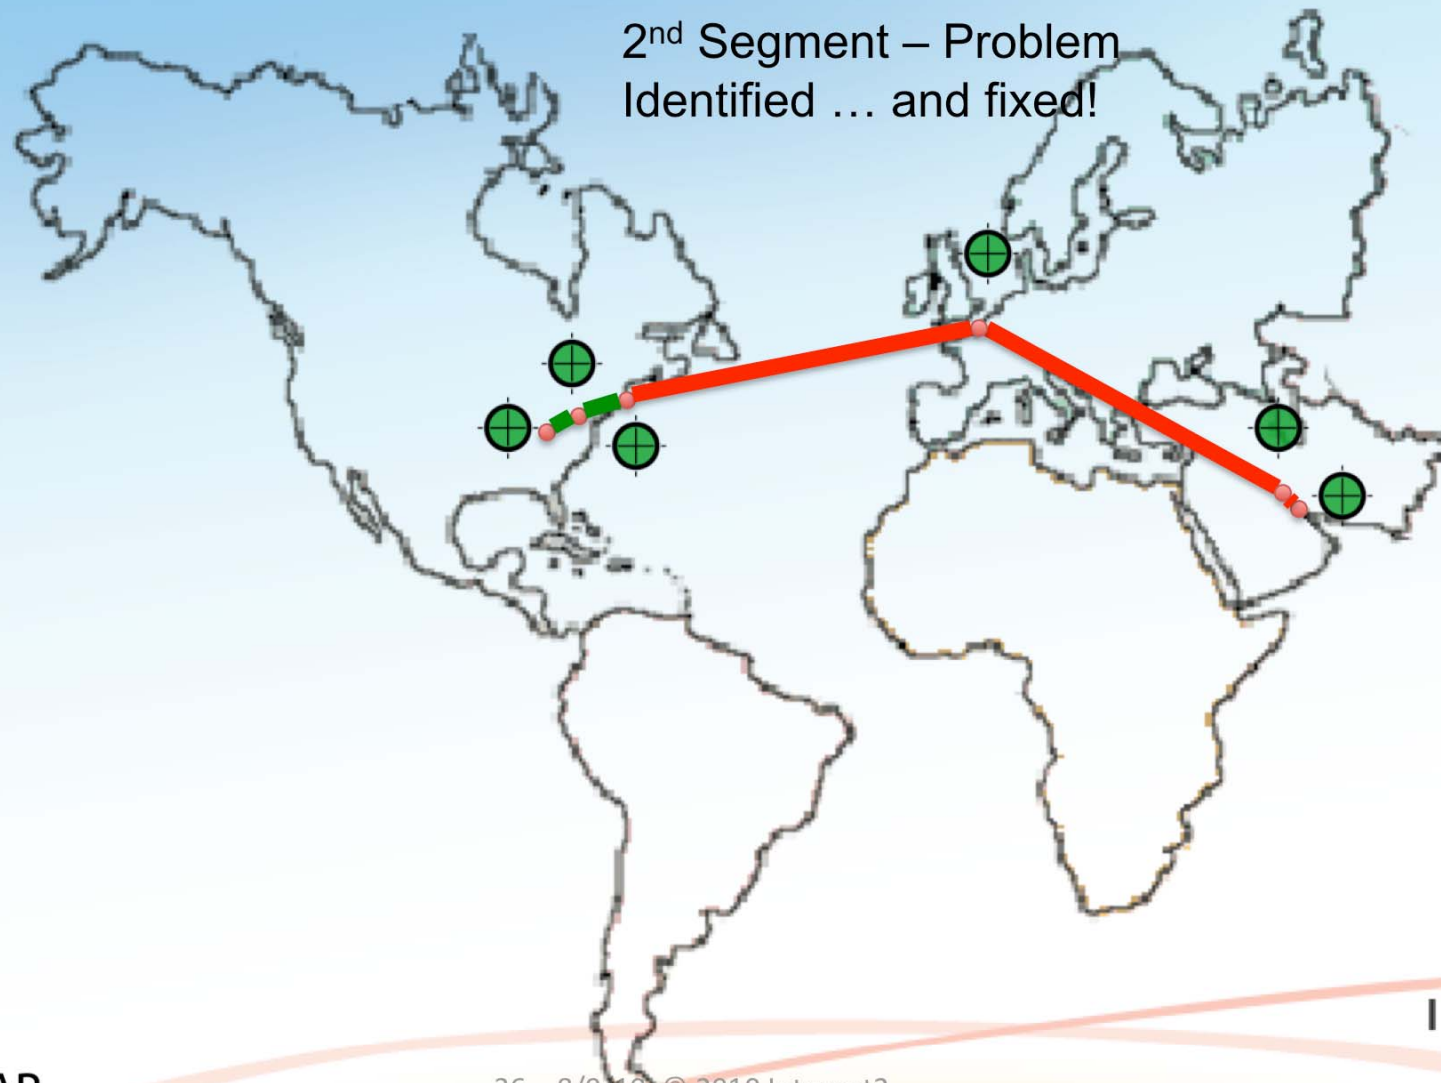 2nd Segment – Problem
Identified … and fixed!